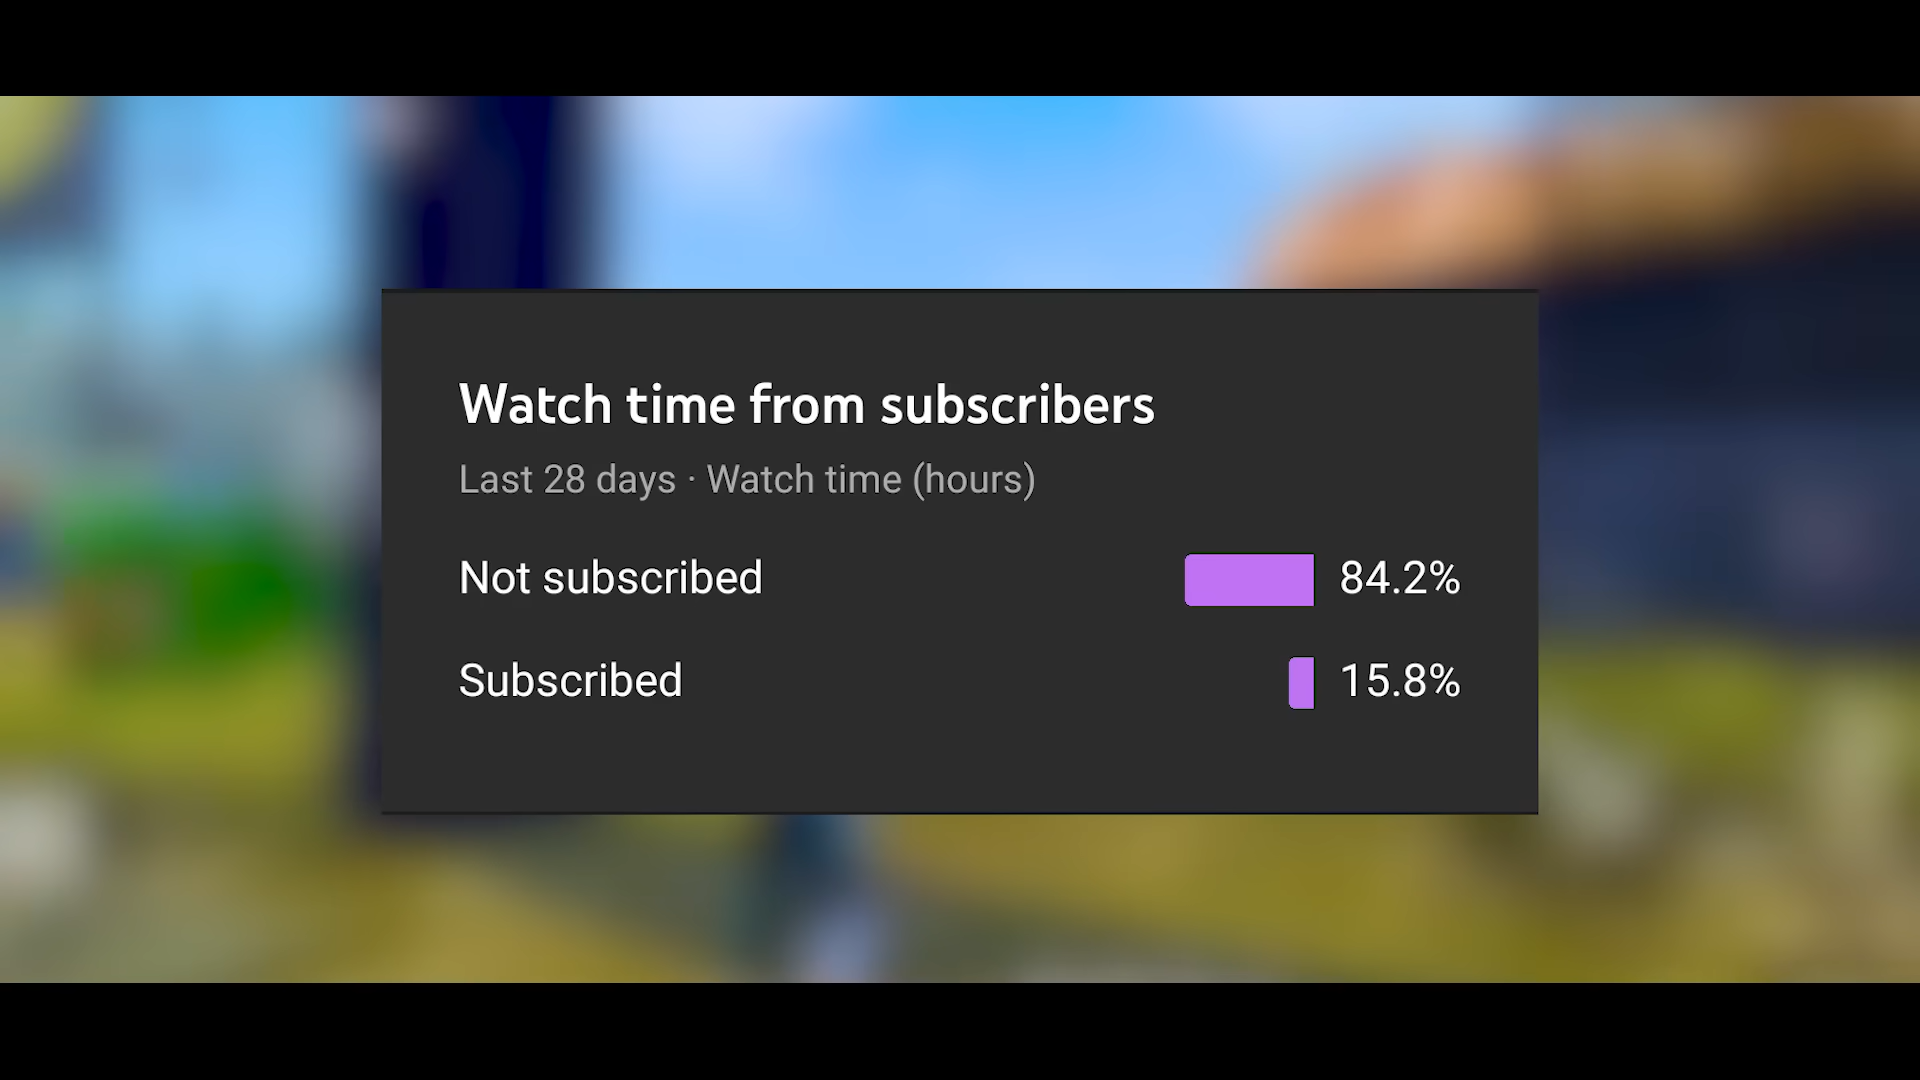 Watch time from subscribers
Last 28 days · Watch time (hours)
Not subscribed 84.2%
Subscribed 15.8%